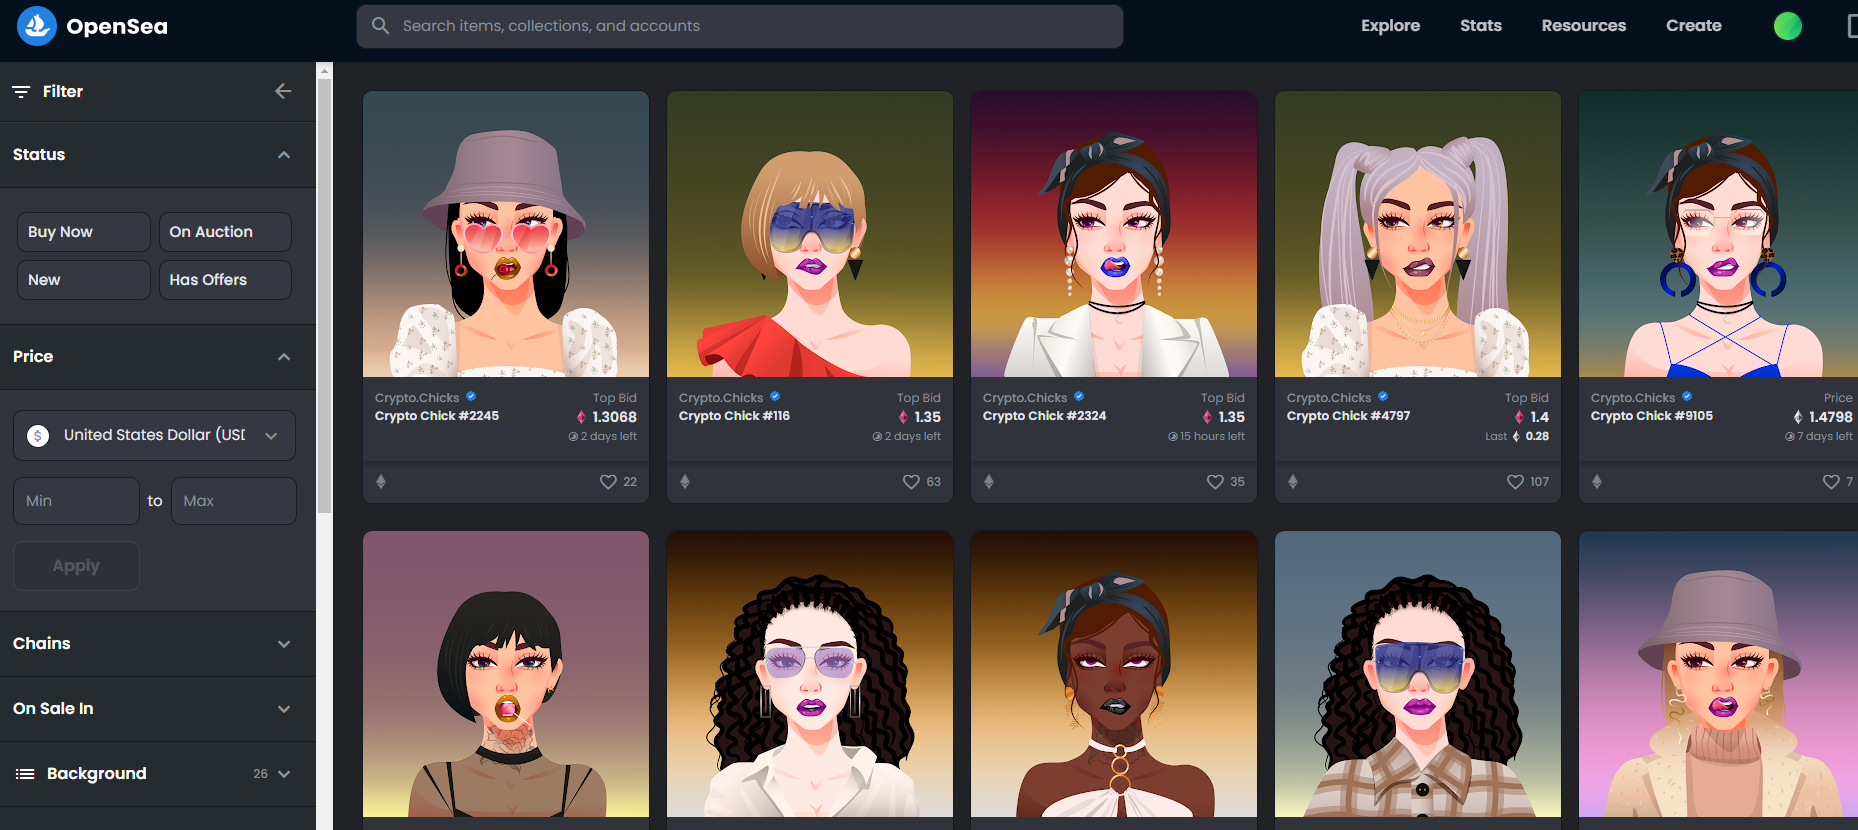 OpenSea
Search items, collections, and accounts
Explore
Stats
Resources
Create
Filter
Status
Buy Now
On Auction
New
Has Offers
Price
$
United States Dollar (USD
Min
to
Max
Apply
Chains
On Sale In
Background
26
Crypto.Chicks
Top Bid
Crypto Chick #2245
1.3068
2 days left
22
Crypto.Chicks
Top Bid
Crypto Chick #116
1.35
2 days left
63
Crypto.Chicks
Top Bid
Crypto Chick #2324
1.35
15 hours left
35
Crypto.Chicks
Top Bid
Crypto Chick #4797
1.4
Last 0.28
107
Crypto.Chicks
Price
Crypto Chick #9105
1.4798
7 days left
7